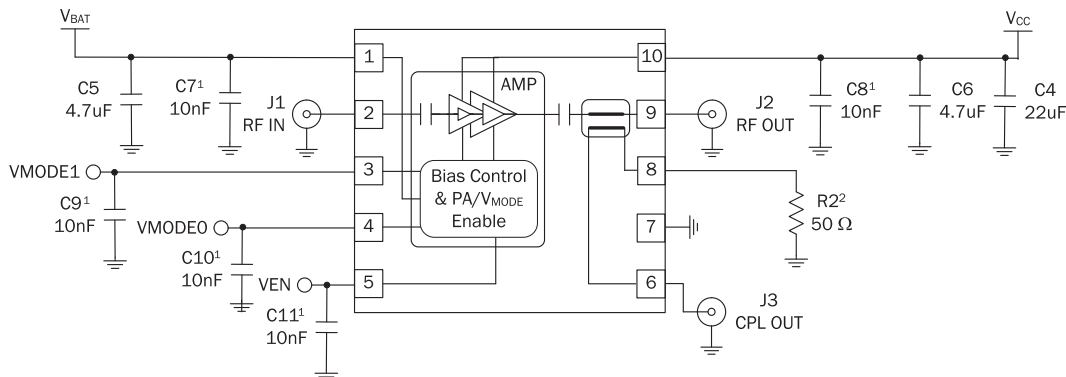 VBAT
VCC
1
10
AMP
C5
4.7uF
C7¹
10nF
J1
RF IN
2
9
J2
RF OUT
C8¹
10nF
C6
4.7uF
C4
22uF
VMODE1
3
Bias Control
& PA/VMODE
Enable
8
C9¹
10nF
R2²
50 Ω
VMODE0
4
7
C10¹
10nF
VEN
5
6
C11¹
10nF
J3
CPL OUT